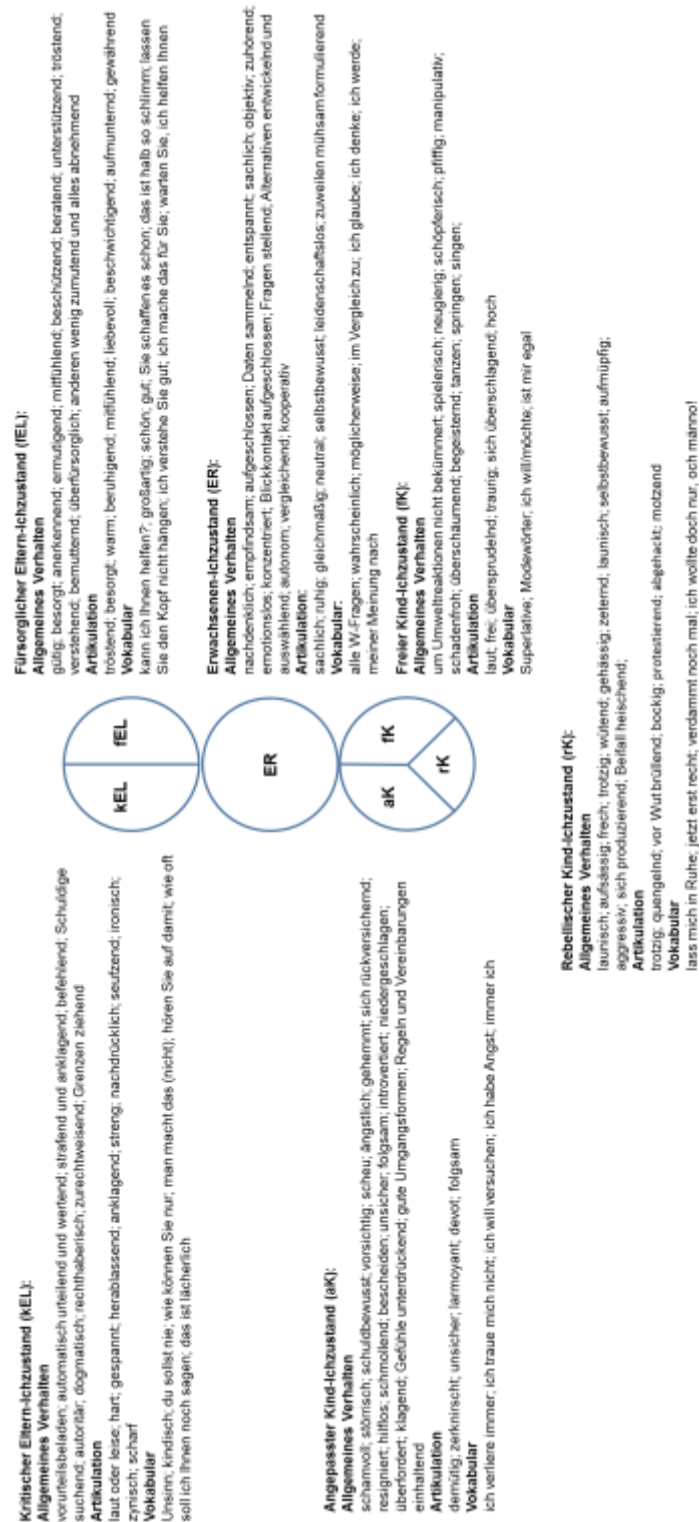 Kritischer Eltern-Ichzustand (kEL):
Allgemeines Verhalten
vorurteilsbeladen; automatisch urteilend und wertend; strafend und anklagend; befehlend; Schuldige
suchend; autoritär; dogmatisch; rechthaberisch; zurechtweisend; Grenzen ziehend
Artikulation
laut oder leise; hart; gespannt; herablassend; anklagend; streng; nachdrücklich; seufzend; ironisch;
zynisch; scharf
Vokabular
Unsinn; kindisch; du sollst nie; wie können Sie nur; man macht das (nicht); hören Sie auf damit; wie oft
soll ich Ihnen noch sagen; das ist lächerlich
Fürsorglicher Eltern-Ichzustand (fEL):
Allgemeines Verhalten
gütig; besorgt; anerkennend; ermutigend; mitfühlend; beschützend; beratend; unterstützend; tröstend;
verstehend; bemutternd; überfürsorglich; anderen wenig zumutend und alles abnehmend
Artikulation
tröstend; besorgt; warm; beruhigend; mitfühlend; liebevoll; beschwichtigend; aufmunternd; gewährend
Vokabular
kann ich Ihnen helfen?; großartig; schön; gut; Sie schaffen es schon; das ist halb so schlimm; lassen
Sie den Kopf nicht hängen; ich verstehe Sie gut; ich mache das für Sie; warten Sie, ich helfen Ihnen
kEL
fEL
ER
Erwachsenen-Ichzustand (ER):
Allgemeines Verhalten
nachdenklich; empfindsam; aufgeschlossen; Daten sammelnd; entspannt; sachlich; objektiv; zuhörend;
emotionslos; konzentriert; Blickkontakt aufgeschlossen; Fragen stellend; Alternativen entwickelnd und
auswählend; autonom; vergleichend; kooperativ
Artikulation:
sachlich; ruhig; gleichmäßig; neutral; selbstbewusst; leidenschaftslos; zuweilen mühsam formulierend
Vokabular:
alle W-Fragen; wahrscheinlich; möglicherweise; im Vergleich zu; ich glaube; ich denke; ich werde;
meiner Meinung nach
aK
fK
rK
Angepasster Kind-Ichzustand (aK):
Allgemeines Verhalten
schamvoll; störrisch; schuldbewusst; vorsichtig; scheu; ängstlich; gehemmt; sich rückversichernd;
resigniert; hilflos; schmollend; bescheiden; unsicher; folgsam; introvertiert; niedergeschlagen;
überfordert; klagend; Gefühle unterdrückend; gute Umgangsformen; Regeln und Vereinbarungen
einhaltend
Artikulation
demütig; zerknirscht; unsicher; larmoyant; devot; folgsam
Vokabular
ich verliere immer; ich traue mich nicht; ich will versuchen; ich habe Angst; immer ich
Freier Kind-Ichzustand (fK):
Allgemeines Verhalten
um Umweltreaktionen nicht bekümmert; spielerisch; neugierig; schöpferisch; pfiffig; manipulativ;
schadenfroh; überschäumend; begeisternd; tanzen; springen; singen;
Artikulation
laut; frei; übersprudelnd; traurig; sich überschlagend; hoch
Vokabular
Superlative, Modewörter, ich will/möchte; ist mir egal
Rebellischer Kind-Ichzustand (rK):
Allgemeines Verhalten
launisch; aufsässig; frech; trotzig; wütend; gehässig; zeternd; launisch; selbstbewusst; aufmüpfig;
aggressiv; sich produzierend; Beifall heischend;
Artikulation
trotzig; quengelnd; vor Wut brüllend; bockig; protestierend; abgehackt; motzend
Vokabular
lass mich in Ruhe; jetzt erst recht; verdammt noch mal; ich wollte doch nur, och männo!